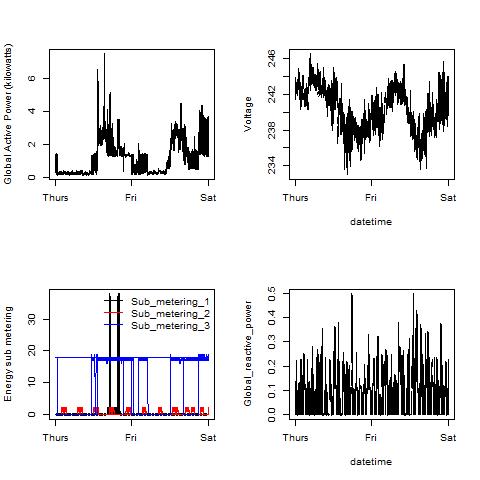 Global Active Power (kilowatts)
0 2 4 6
Thurs Fri Sat
Voltage
234 238 242 246
Thurs Fri Sat
datetime
Energy sub metering
0 10 20 30
Sub_metering_1
Sub_metering_2
Sub_metering_3
Thurs Fri Sat
Global_reactive_power
0.0 0.1 0.2 0.3 0.4 0.5
Thurs Fri Sat
datetime